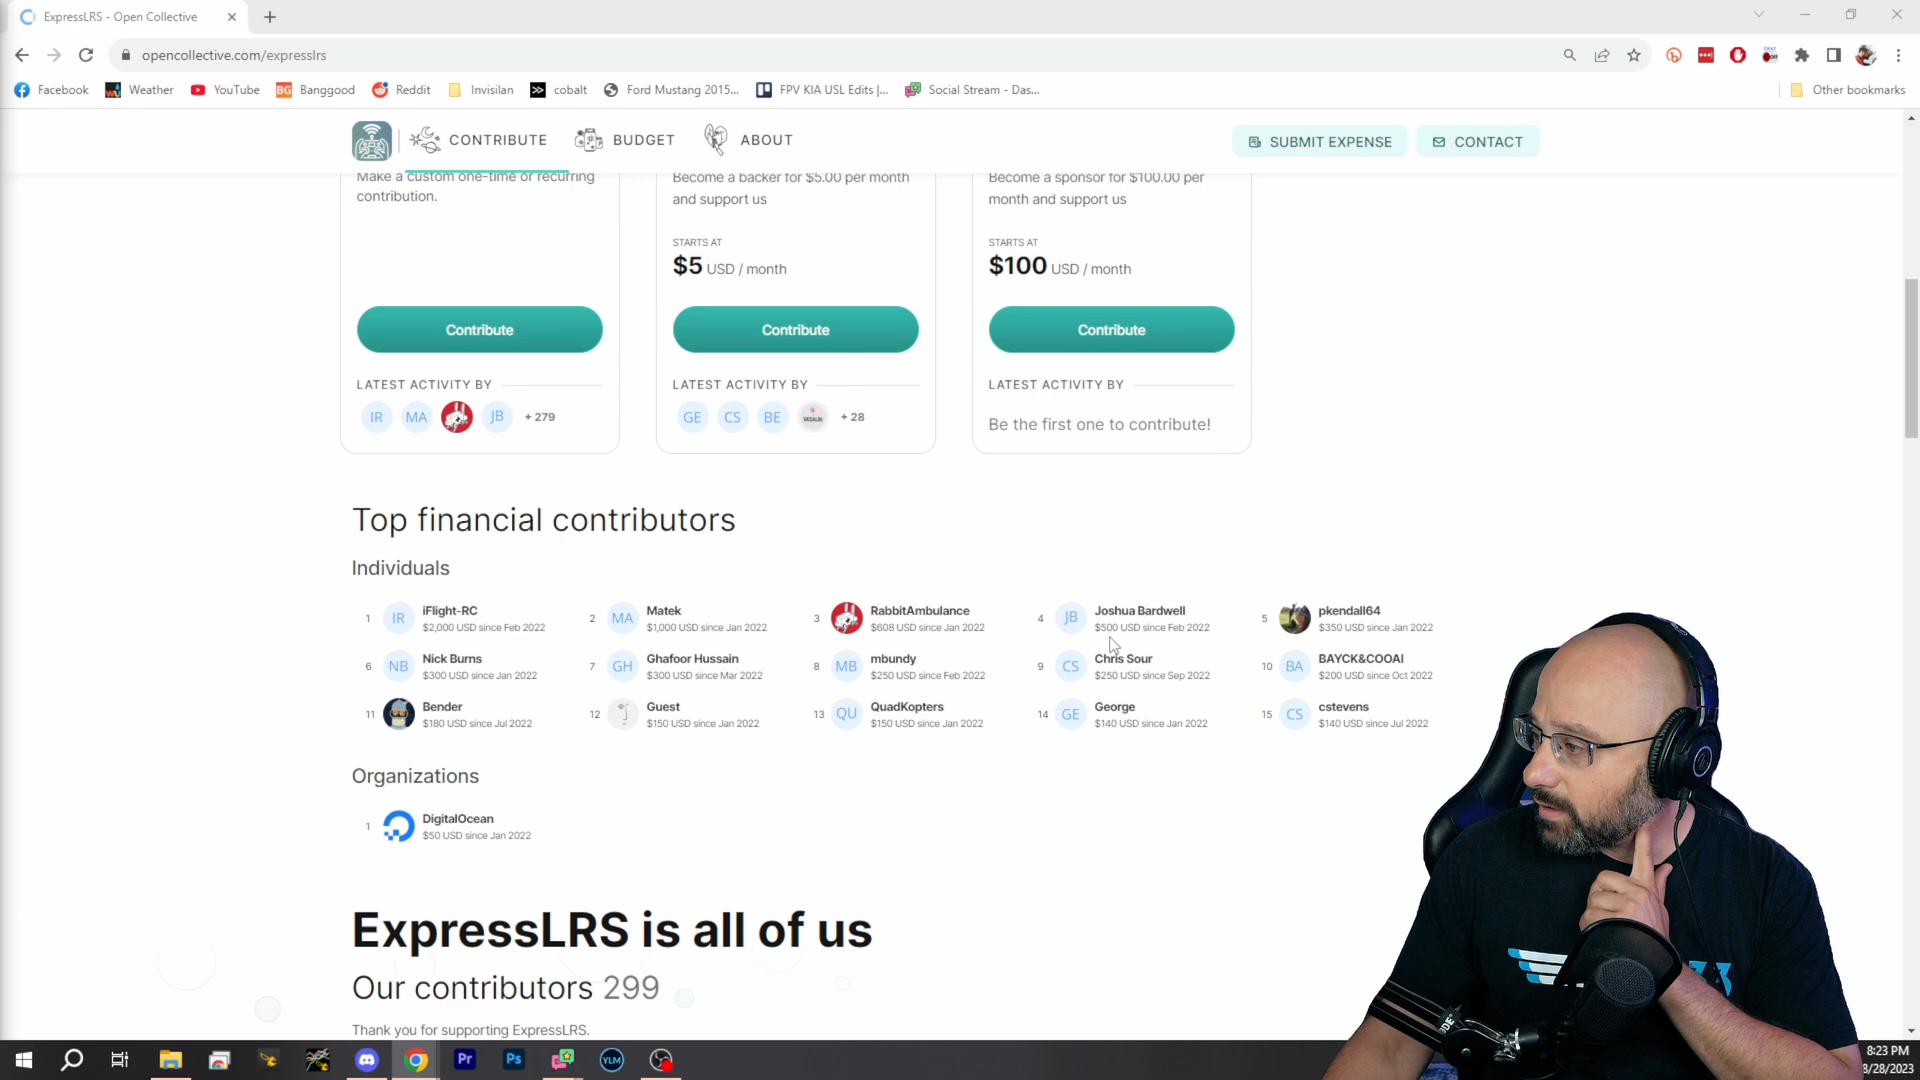 ExpressLRS - Open Collective
opencollective.com/expresslrs
Facebook
Weather
YouTube
BG Banggood
Reddit
Invisilan
cobalt
Ford Mustang 2015...
FPV KIA USL Edits |...
Social Stream - Das...
Other bookmarks
CONTRIBUTE
BUDGET
ABOUT
SUBMIT EXPENSE
CONTACT
Make a custom one-time or recurring
contribution.
Contribute
LATEST ACTIVITY BY
IR MA JB + 279
Become a backer for $5.00 per month
and support us
STARTS AT
$5 USD / month
Contribute
LATEST ACTIVITY BY
GE CS BE + 28
Become a sponsor for $100.00 per
month and support us
STARTS AT
$100 USD / month
Contribute
LATEST ACTIVITY BY
Be the first one to contribute!
Top financial contributors
Individuals
1 IR iFlight-RC
$2,000 USD since Feb 2022
2 MA Matek
$1,000 USD since Jan 2022
3 RabbitAmbulance
$608 USD since Jan 2022
4 JB Joshua Bardwell
$500 USD since Feb 2022
5 pkendall64
$350 USD since Jan 2022
6 NB Nick Burns
$300 USD since Jan 2022
7 GH Ghafoor Hussain
$300 USD since Mar 2022
8 MB mbundy
$250 USD since Feb 2022
9 CS Chris Sour
$250 USD since Sep 2022
10 BA BAYCK&COOAI
$200 USD since Oct 2022
11 Bender
$180 USD since Jul 2022
12 Guest
$150 USD since Jan 2022
13 QU QuadKopters
$150 USD since Jan 2022
14 GE George
$140 USD since Jan 2022
15 CS cstevens
$140 USD since Jul 2022
Organizations
1 DigitalOcean
$50 USD since Jan 2022
ExpressLRS is all of us
Our contributors 299
Thank you for supporting ExpressLRS.
Pr
Ps
YLM
8:23 PM
8/28/2023